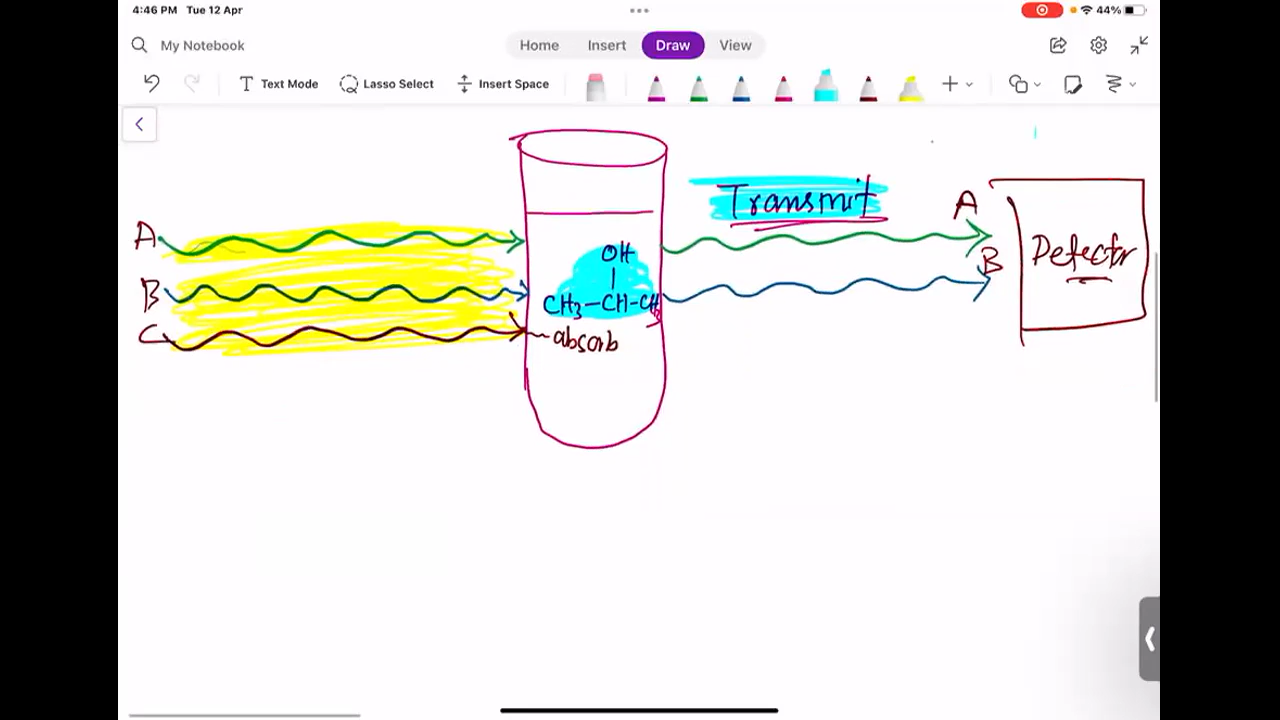 4:46 PM Tue 12 Apr
44%
My Notebook
Home Insert Draw View
Text Mode Lasso Select Insert Space
A
B
C
OH
CH3-CH-CH3
absorb
Transmit
A
B
Detector